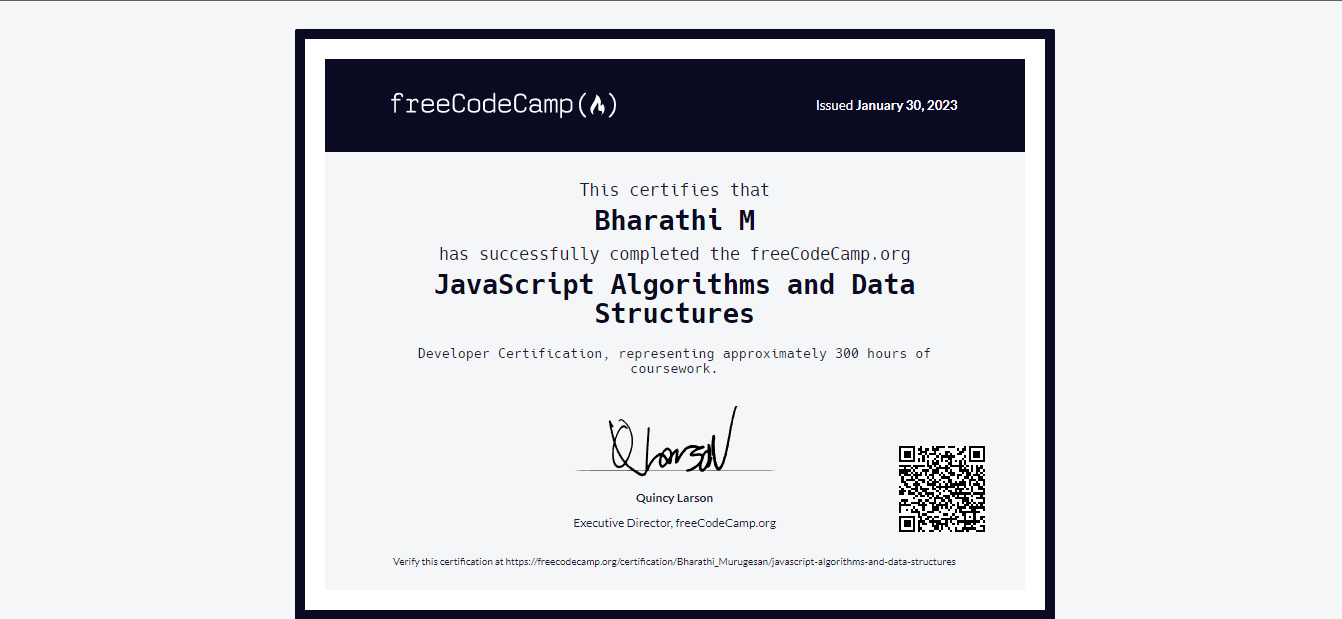 freeCodeCamp(🔥)
Issued January 30, 2023
This certifies that
Bharathi M
has successfully completed the freeCodeCamp.org
JavaScript Algorithms and Data
Structures
Developer Certification, representing approximately 300 hours of
coursework.
Q Larson
Quincy Larson
Executive Director, freeCodeCamp.org
Verify this certification at https://freecodecamp.org/certification/Bharathi_Murugesan/javascript-algorithms-and-data-structures